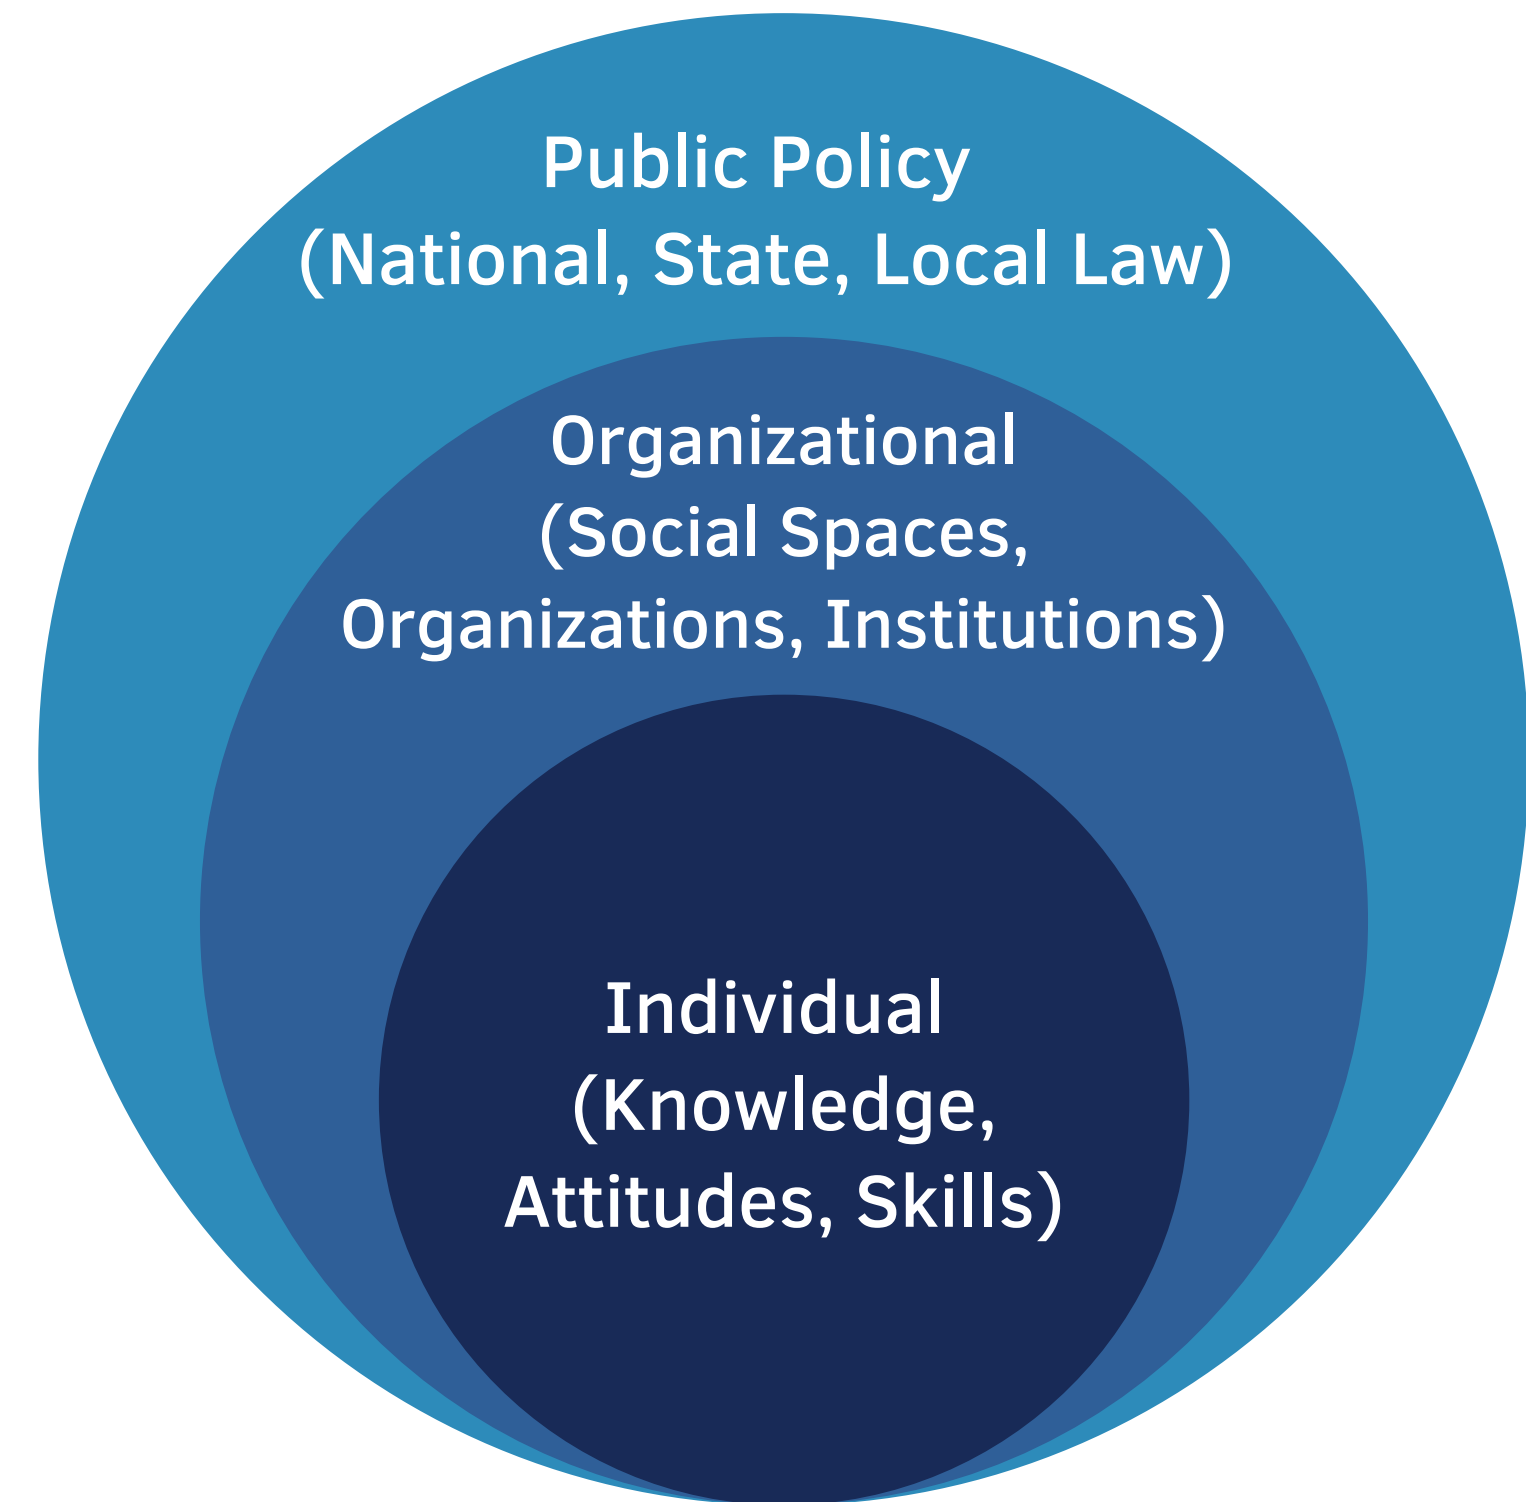 Public Policy
(National, State, Local Law)
Organizational
(Social Spaces,
Organizations, Institutions)
Individual
(Knowledge,
Attitudes, Skills)